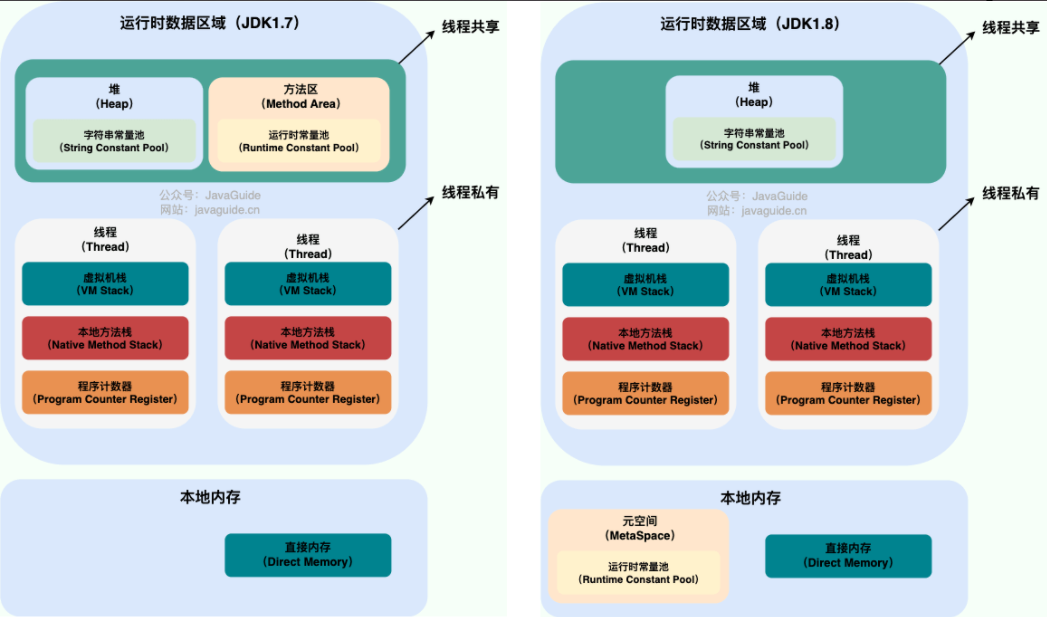 运行时数据区域（JDK1.7）
线程共享
堆
（Heap）
字符串常量池
（String Constant Pool）
方法区
（Method Area）
运行时常量池
（Runtime Constant Pool）
公众号：JavaGuide
网站：javaguide.cn
线程私有
线程
（Thread）
虚拟机栈
（VM Stack）
本地方法栈
（Native Method Stack）
程序计数器
（Program Counter Register）
线程
（Thread）
虚拟机栈
（VM Stack）
本地方法栈
（Native Method Stack）
程序计数器
（Program Counter Register）
本地内存
直接内存
（Direct Memory）
运行时数据区域（JDK1.8）
线程共享
堆
（Heap）
字符串常量池
（String Constant Pool）
公众号：JavaGuide
网站：javaguide.cn
线程私有
线程
（Thread）
虚拟机栈
（VM Stack）
本地方法栈
（Native Method Stack）
程序计数器
（Program Counter Register）
线程
（Thread）
虚拟机栈
（VM Stack）
本地方法栈
（Native Method Stack）
程序计数器
（Program Counter Register）
本地内存
元空间
（MetaSpace）
运行时常量池
（Runtime Constant Pool）
直接内存
（Direct Memory）